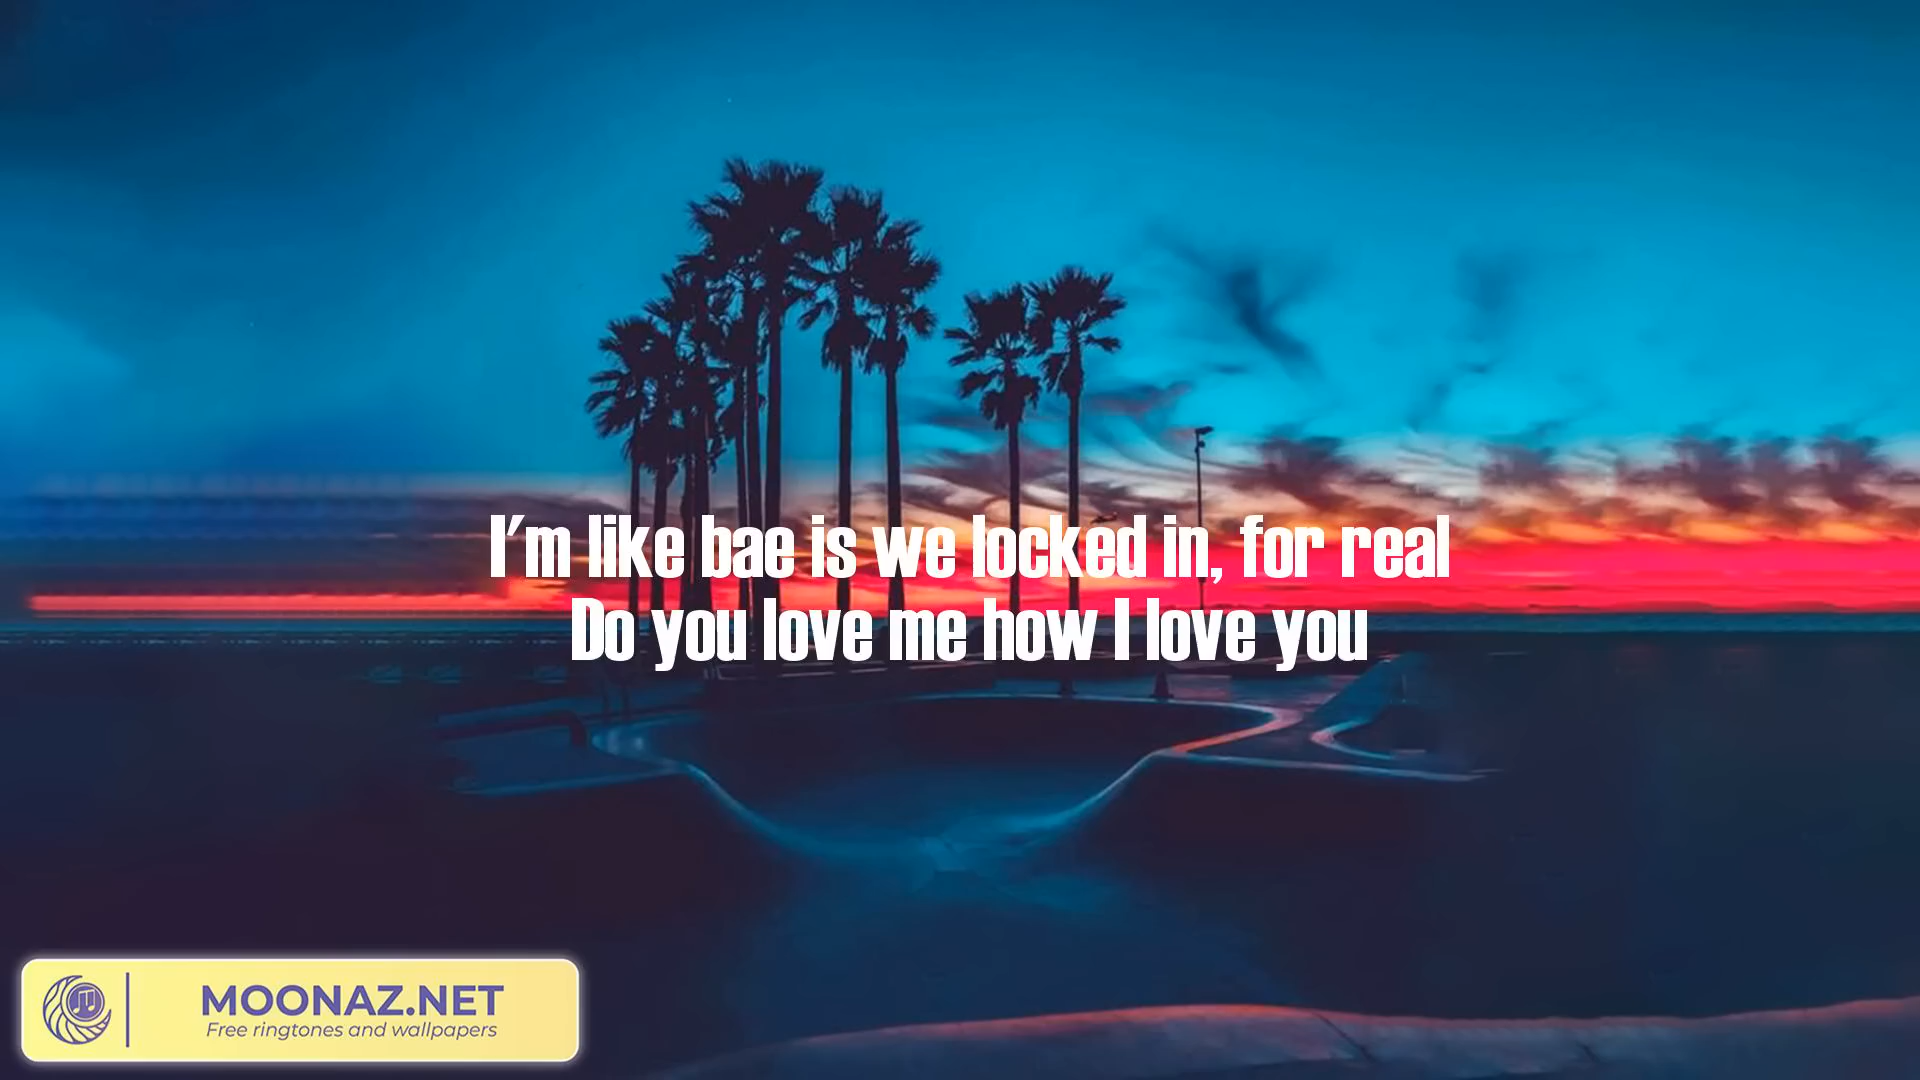 I'm like bae is we locked in, for real
Do you love me how I love you
MOONAZ.NET
Free ringtones and wallpapers